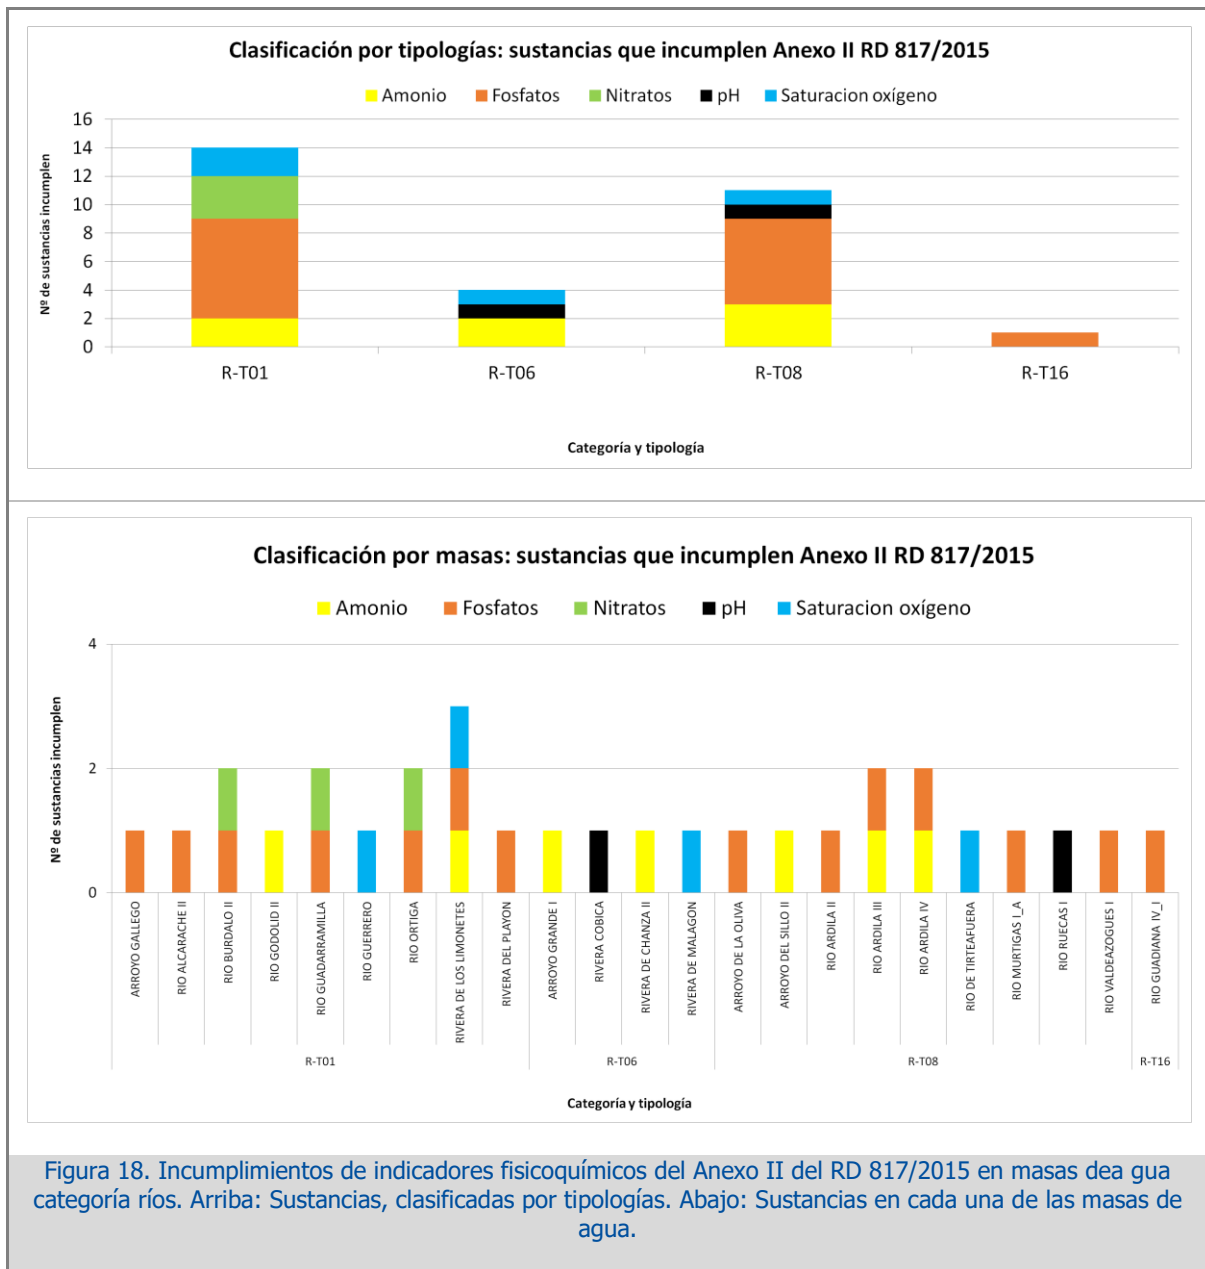 Clasificación por tipologías: sustancias que incumplen Anexo II RD 817/2015
Amonio Fosfatos Nitratos pH Saturacion oxígeno
Nº de sustancias incumplen
16
14
12
10
8
6
4
2
0
R-T01 R-T06 R-T08 R-T16
Categoría y tipología
Clasificación por masas: sustancias que incumplen Anexo II RD 817/2015
Amonio Fosfatos Nitratos pH Saturacion oxígeno
Nº de sustancias incumplen
4
2
0
ARROYO GALLEGO
RIO ALCARACHE II
RIO BURDALO II
RIO GODOLID II
RIO GUADARRAMILLA
RIO GUERRERO
RIO ORTIGA
RIVERA DE LOS LIMONETES
RIVERA DEL PLAYON
ARROYO GRANDE I
RIVERA COBICA
RIVERA DE CHANZA II
RIVERA DE MALAGON
ARROYO DE LA OLIVA
ARROYO DEL SILLO II
RIO ARDILA II
RIO ARDILA III
RIO ARDILA IV
RIO DE TIRTEAFUERA
RIO MURTIGAS I_A
RIO RUECAS I
RIO VALDEAZOGUES I
RIO GUADIANA IV_I
R-T01 R-T06 R-T08 R-T16
Categoría y tipología
Figura 18. Incumplimientos de indicadores fisicoquímicos del Anexo II del RD 817/2015 en masas dea gua
categoría ríos. Arriba: Sustancias, clasificadas por tipologías. Abajo: Sustancias en cada una de las masas de
agua.